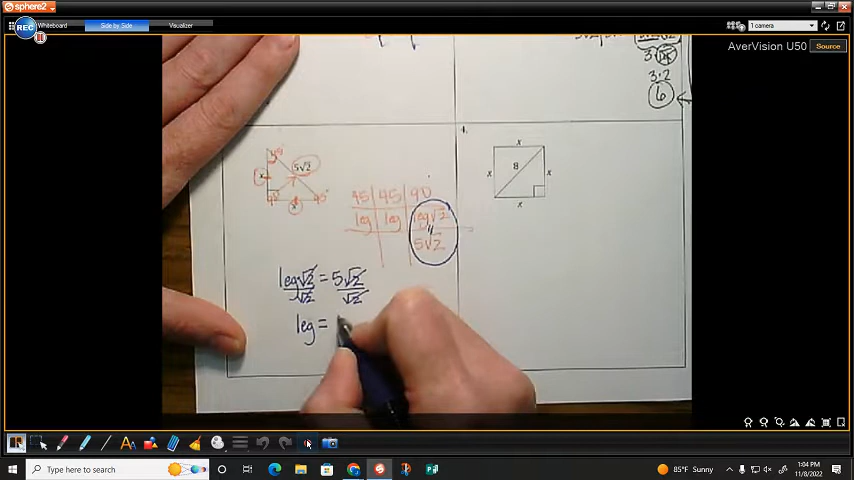 sphere2
REC
Whiteboard
Side by Side
Visualizer
1 camera
AverVision U50
Source
3
3·2
6
4.
45
5√2
x
90
45°
x
x
x
8
x
x
45 45 90
leg leg leg√2
5√2
leg√2 = 5√2
√2 √2
leg =
Type here to search
85°F Sunny
1:04 PM
11/8/2022